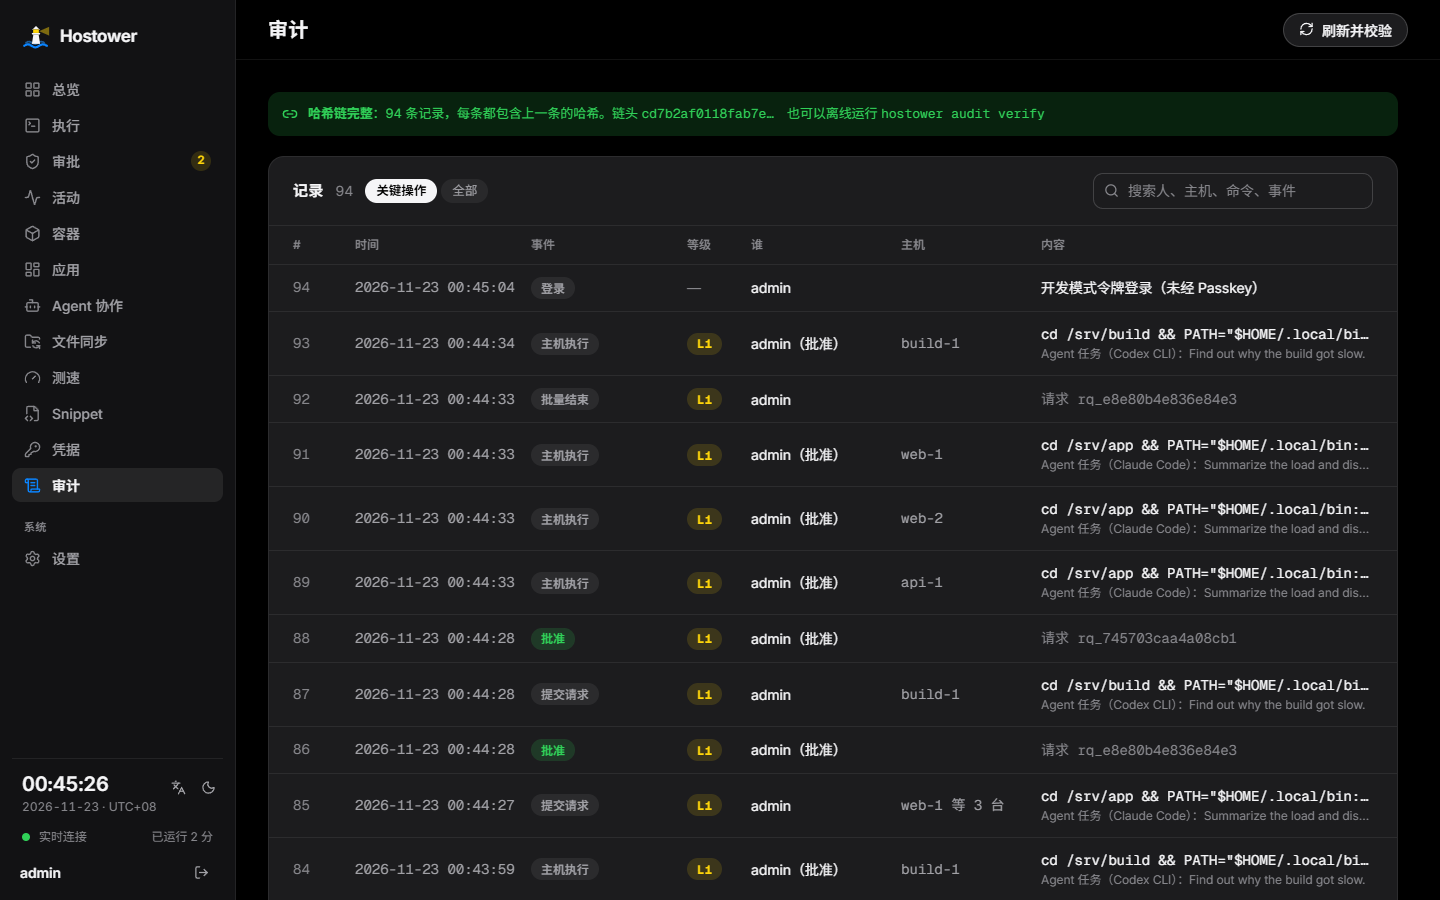 Hostower
总览
执行
审批 2
活动
容器
应用
Agent 协作
文件同步
测速
Snippet
凭据
审计
系统
设置
00:45:26
2026-11-23 · UTC+08
实时连接 已运行 2 分
admin
审计
刷新并校验
哈希链完整：94 条记录，每条都包含上一条的哈希。链头 cd7b2af0118fab7e… 也可以离线运行 hostower audit verify
记录 94 关键操作 全部
搜索人、主机、命令、事件
# 时间 事件 等级 谁 主机 内容
94 2026-11-23 00:45:04 登录 — admin 开发模式令牌登录（未经 Passkey）
93 2026-11-23 00:44:34 主机执行 L1 admin（批准） build-1 cd /srv/build && PATH="$HOME/.local/bi…
Agent 任务（Codex CLI）：Find out why the build got slow.
92 2026-11-23 00:44:33 批量结束 L1 admin 请求 rq_e8e80b4e836e84e3
91 2026-11-23 00:44:33 主机执行 L1 admin（批准） web-1 cd /srv/app && PATH="$HOME/.local/bin:…
Agent 任务（Claude Code）：Summarize the load and dis…
90 2026-11-23 00:44:33 主机执行 L1 admin（批准） web-2 cd /srv/app && PATH="$HOME/.local/bin:…
Agent 任务（Claude Code）：Summarize the load and dis…
89 2026-11-23 00:44:33 主机执行 L1 admin（批准） api-1 cd /srv/app && PATH="$HOME/.local/bin:…
Agent 任务（Claude Code）：Summarize the load and dis…
88 2026-11-23 00:44:28 批准 L1 admin（批准） 请求 rq_745703caa4a08cb1
87 2026-11-23 00:44:28 提交请求 L1 admin build-1 cd /srv/build && PATH="$HOME/.local/bi…
Agent 任务（Codex CLI）：Find out why the build got slow.
86 2026-11-23 00:44:28 批准 L1 admin（批准） 请求 rq_e8e80b4e836e84e3
85 2026-11-23 00:44:27 提交请求 L1 admin web-1 等 3 台 cd /srv/app && PATH="$HOME/.local/bin:…
Agent 任务（Claude Code）：Summarize the load and dis…
84 2026-11-23 00:43:59 主机执行 L1 admin（批准） build-1 cd /srv/build && PATH="$HOME/.local/bi…
Agent 任务（Codex CLI）：Find out why the build got slow.